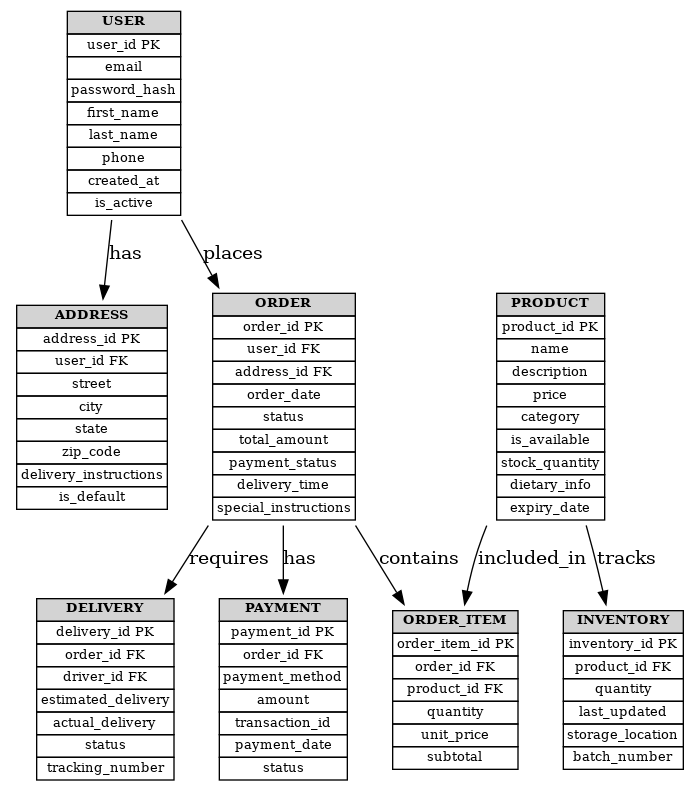 USER
user_id PK
email
password_hash
first_name
last_name
phone
created_at
is_active
has
places
ADDRESS
address_id PK
user_id FK
street
city
state
zip_code
delivery_instructions
is_default
ORDER
order_id PK
user_id FK
address_id FK
order_date
status
total_amount
payment_status
delivery_time
special_instructions
PRODUCT
product_id PK
name
description
price
category
is_available
stock_quantity
dietary_info
expiry_date
requires
has
contains
included_in
tracks
DELIVERY
delivery_id PK
order_id FK
driver_id FK
estimated_delivery
actual_delivery
status
tracking_number
PAYMENT
payment_id PK
order_id FK
payment_method
amount
transaction_id
payment_date
status
ORDER_ITEM
order_item_id PK
order_id FK
product_id FK
quantity
unit_price
subtotal
INVENTORY
inventory_id PK
product_id FK
quantity
last_updated
storage_location
batch_number